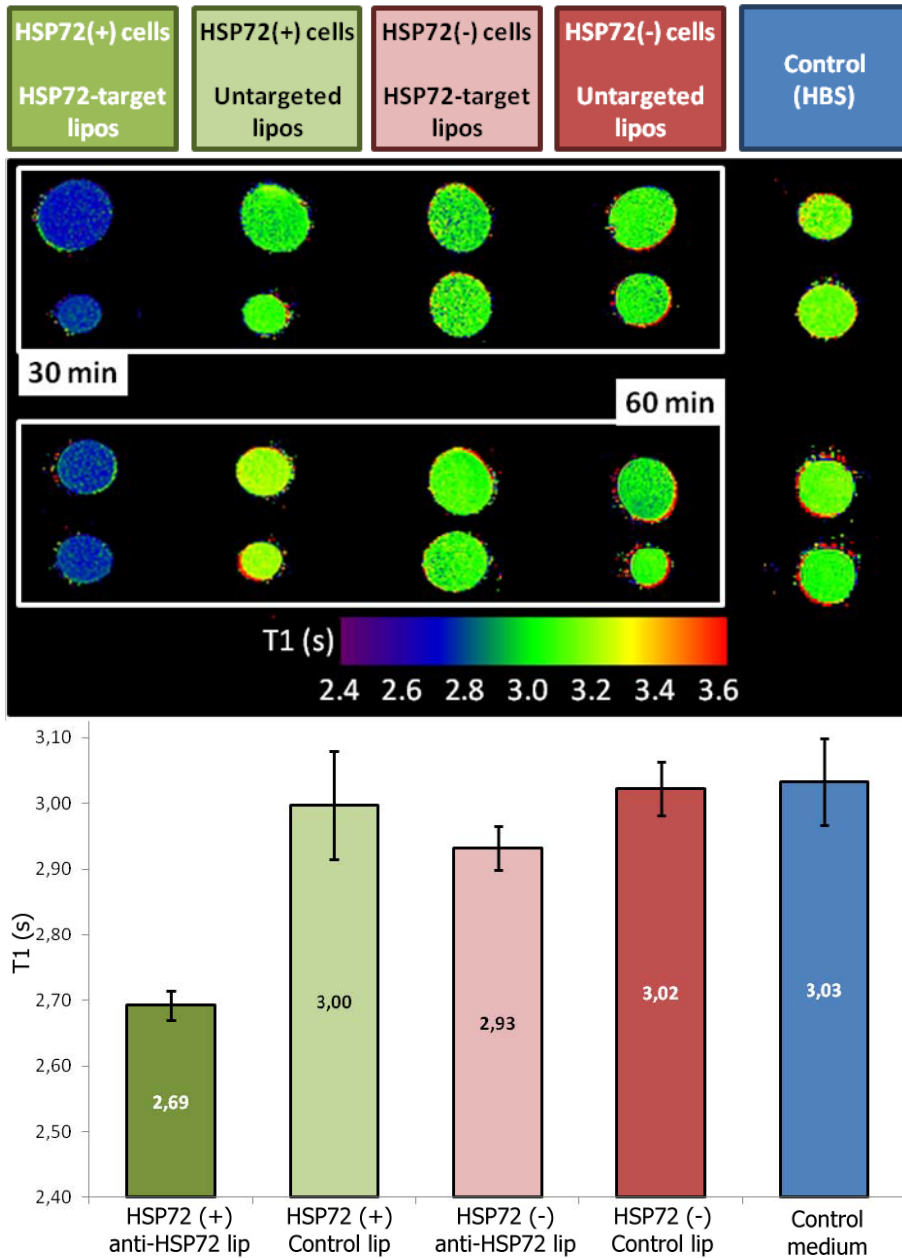 HSP72(+) cells
HSP72-target
lipos
HSP72(+) cells
Untargeted
lipos
HSP72(-) cells
HSP72-target
lipos
HSP72(-) cells
Untargeted
lipos
Control
(HBS)
30 min
60 min
T1 (s)
2.4 2.6 2.8 3.0 3.2 3.4 3.6
T1 (s)
3,10
3,00
2,90
2,80
2,70
2,60
2,50
2,40
2,69
3,00
2,93
3,02
3,03
HSP72 (+)
anti-HSP72 lip
HSP72 (+)
Control lip
HSP72 (-)
anti-HSP72 lip
HSP72 (-)
Control lip
Control
medium